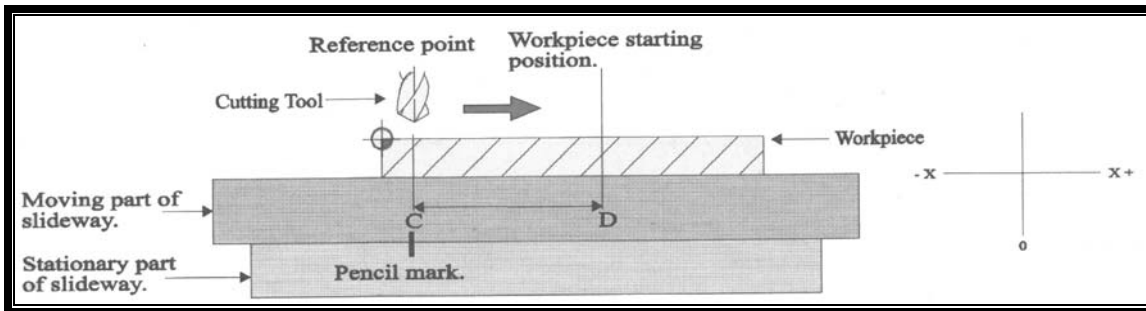 Reference point
Workpiece starting
position.
Cutting Tool
Workpiece
- X
X +
Moving part of
slideway.
C
D
o
Stationary part
of slideway.
Pencil mark.